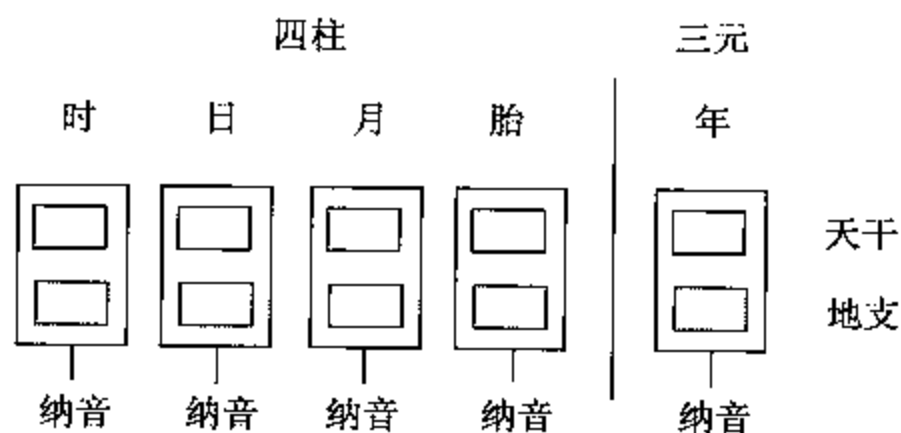 四柱 三元
时 日 月 胎 年
天干
地支
纳音 纳音 纳音 纳音 纳音